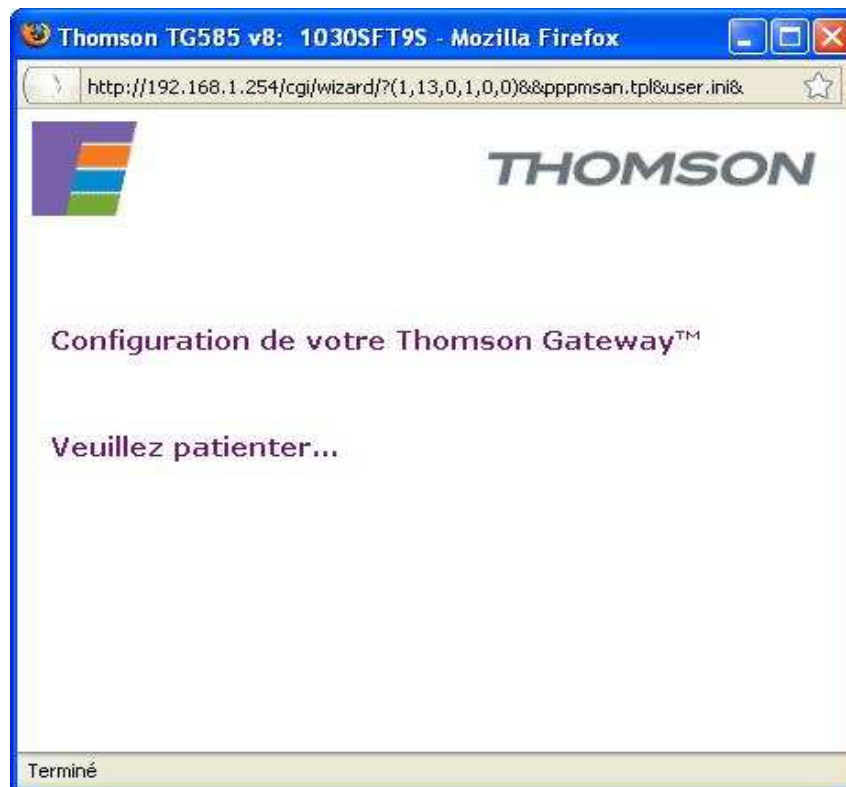 Thomson TG585 v8: 1030SFT9S - Mozilla Firefox
http://192.168.1.254/cgi/wizard/?(1,13,0,1,0,0)&&pppmsan.tpl&user.ini&
THOMSON
Configuration de votre Thomson Gateway™
Veuillez patienter...
Terminé